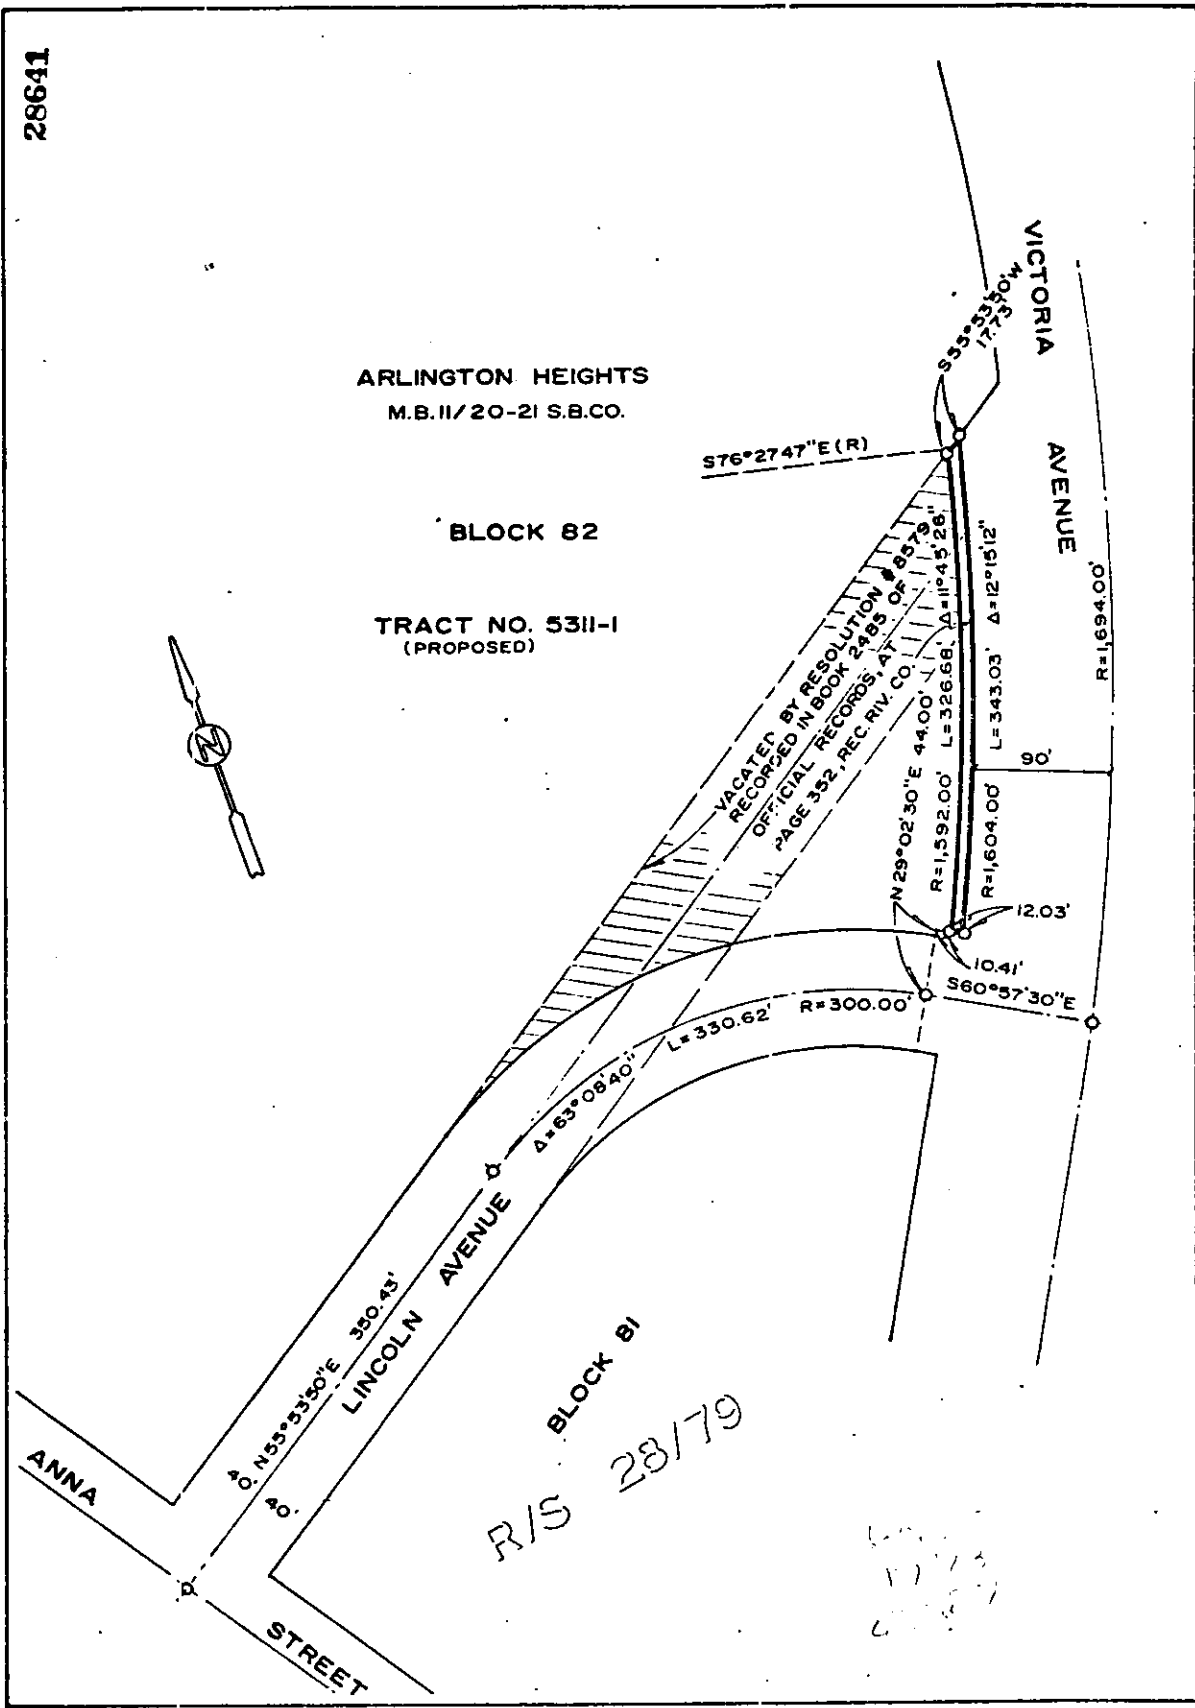 28641
VICTORIA
AVENUE
S55°53'50"W
17.73'
ARLINGTON HEIGHTS
M.B. 11/20-21 S.B.CO.
S76°27'47"E (R)
BLOCK 82
TRACT NO. 5311-1
(PROPOSED)
N
VACATED BY RESOLUTION # 8579
RECORDED IN BOOK 2485 OF
OFFICIAL RECORDS, AT
PAGE 352, REC. RIV. CO.
R=1,592.00' L=326.68' Δ=11°45'26"
R=1,604.00' L=343.03' Δ=12°15'12"
R=1,694.00'
90'
N 29°02'30"E 44.00'
12.03'
10.41'
S60°57'30"E
Δ=63°08'40" L=330.62' R=300.00'
LINCOLN AVENUE
N55°53'50"E 350.43'
40'
40'
ANNA
STREET
BLOCK 81
R/S 28/79